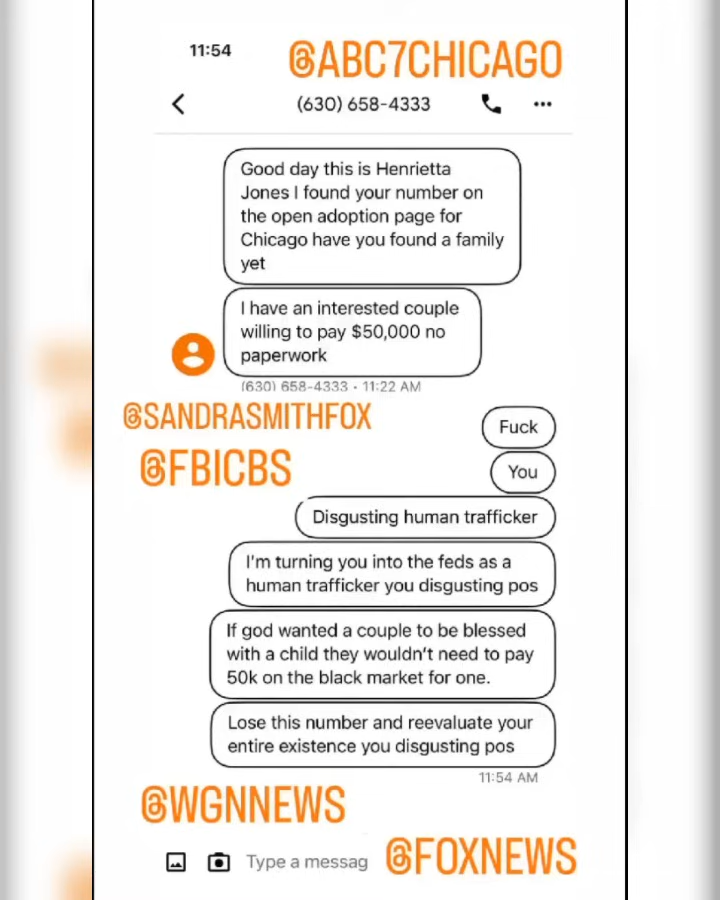 11:54
@ABC7CHICAGO
(630) 658-4333
Good day this is Henrietta
Jones I found your number on
the open adoption page for
Chicago have you found a family
yet
I have an interested couple
willing to pay $50,000 no
paperwork
(630) 658-4333 • 11:22 AM
@SANDRASMITHFOX
Fuck
@FBICBS
You
Disgusting human trafficker
I'm turning you into the feds as a
human trafficker you disgusting pos
If god wanted a couple to be blessed
with a child they wouldn't need to pay
50k on the black market for one.
Lose this number and reevaluate your
entire existence you disgusting pos
11:54 AM
@WGNNEWS
Type a messag
@FOXNEWS